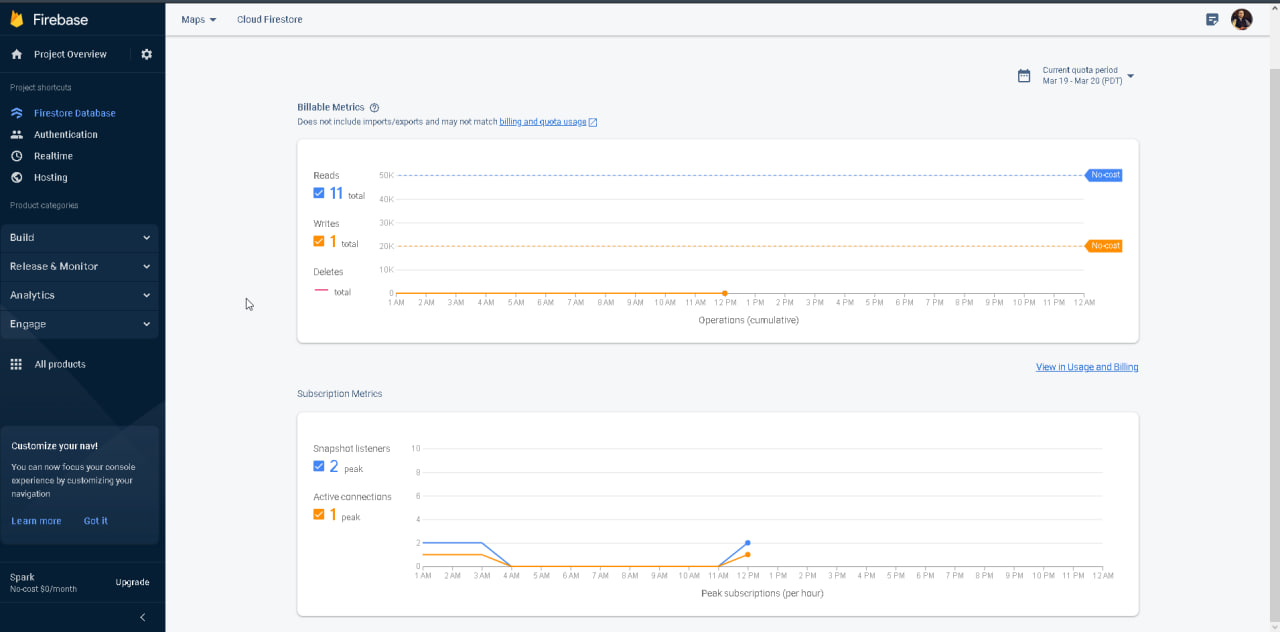 Firebase
Maps
Cloud Firestore
Project Overview
Project shortcuts
Firestore Database
Authentication
Realtime
Hosting
Product categories
Build
Release & Monitor
Analytics
Engage
All products
Customize your nav!
You can now focus your console
experience by customizing your
navigation
Learn more Got it
Spark
No-cost $0/month
Upgrade
Current quota period
Mar 19 - Mar 20 (PDT)
Billable Metrics
Does not include imports/exports and may not match billing and quota usage
Reads
11 total
Writes
1 total
Deletes
total
50K
40K
30K
20K
10K
0
No-cost
No-cost
1 AM 2 AM 3 AM 4 AM 5 AM 6 AM 7 AM 8 AM 9 AM 10 AM 11 AM 12 PM 1 PM 2 PM 3 PM 4 PM 5 PM 6 PM 7 PM 8 PM 9 PM 10 PM 11 PM 12 AM
Operations (cumulative)
View in Usage and Billing
Subscription Metrics
Snapshot listeners
2 peak
Active connections
1 peak
10
8
6
4
2
0
1 AM 2 AM 3 AM 4 AM 5 AM 6 AM 7 AM 8 AM 9 AM 10 AM 11 AM 12 PM 1 PM 2 PM 3 PM 4 PM 5 PM 6 PM 7 PM 8 PM 9 PM 10 PM 11 PM 12 AM
Peak subscriptions (per hour)